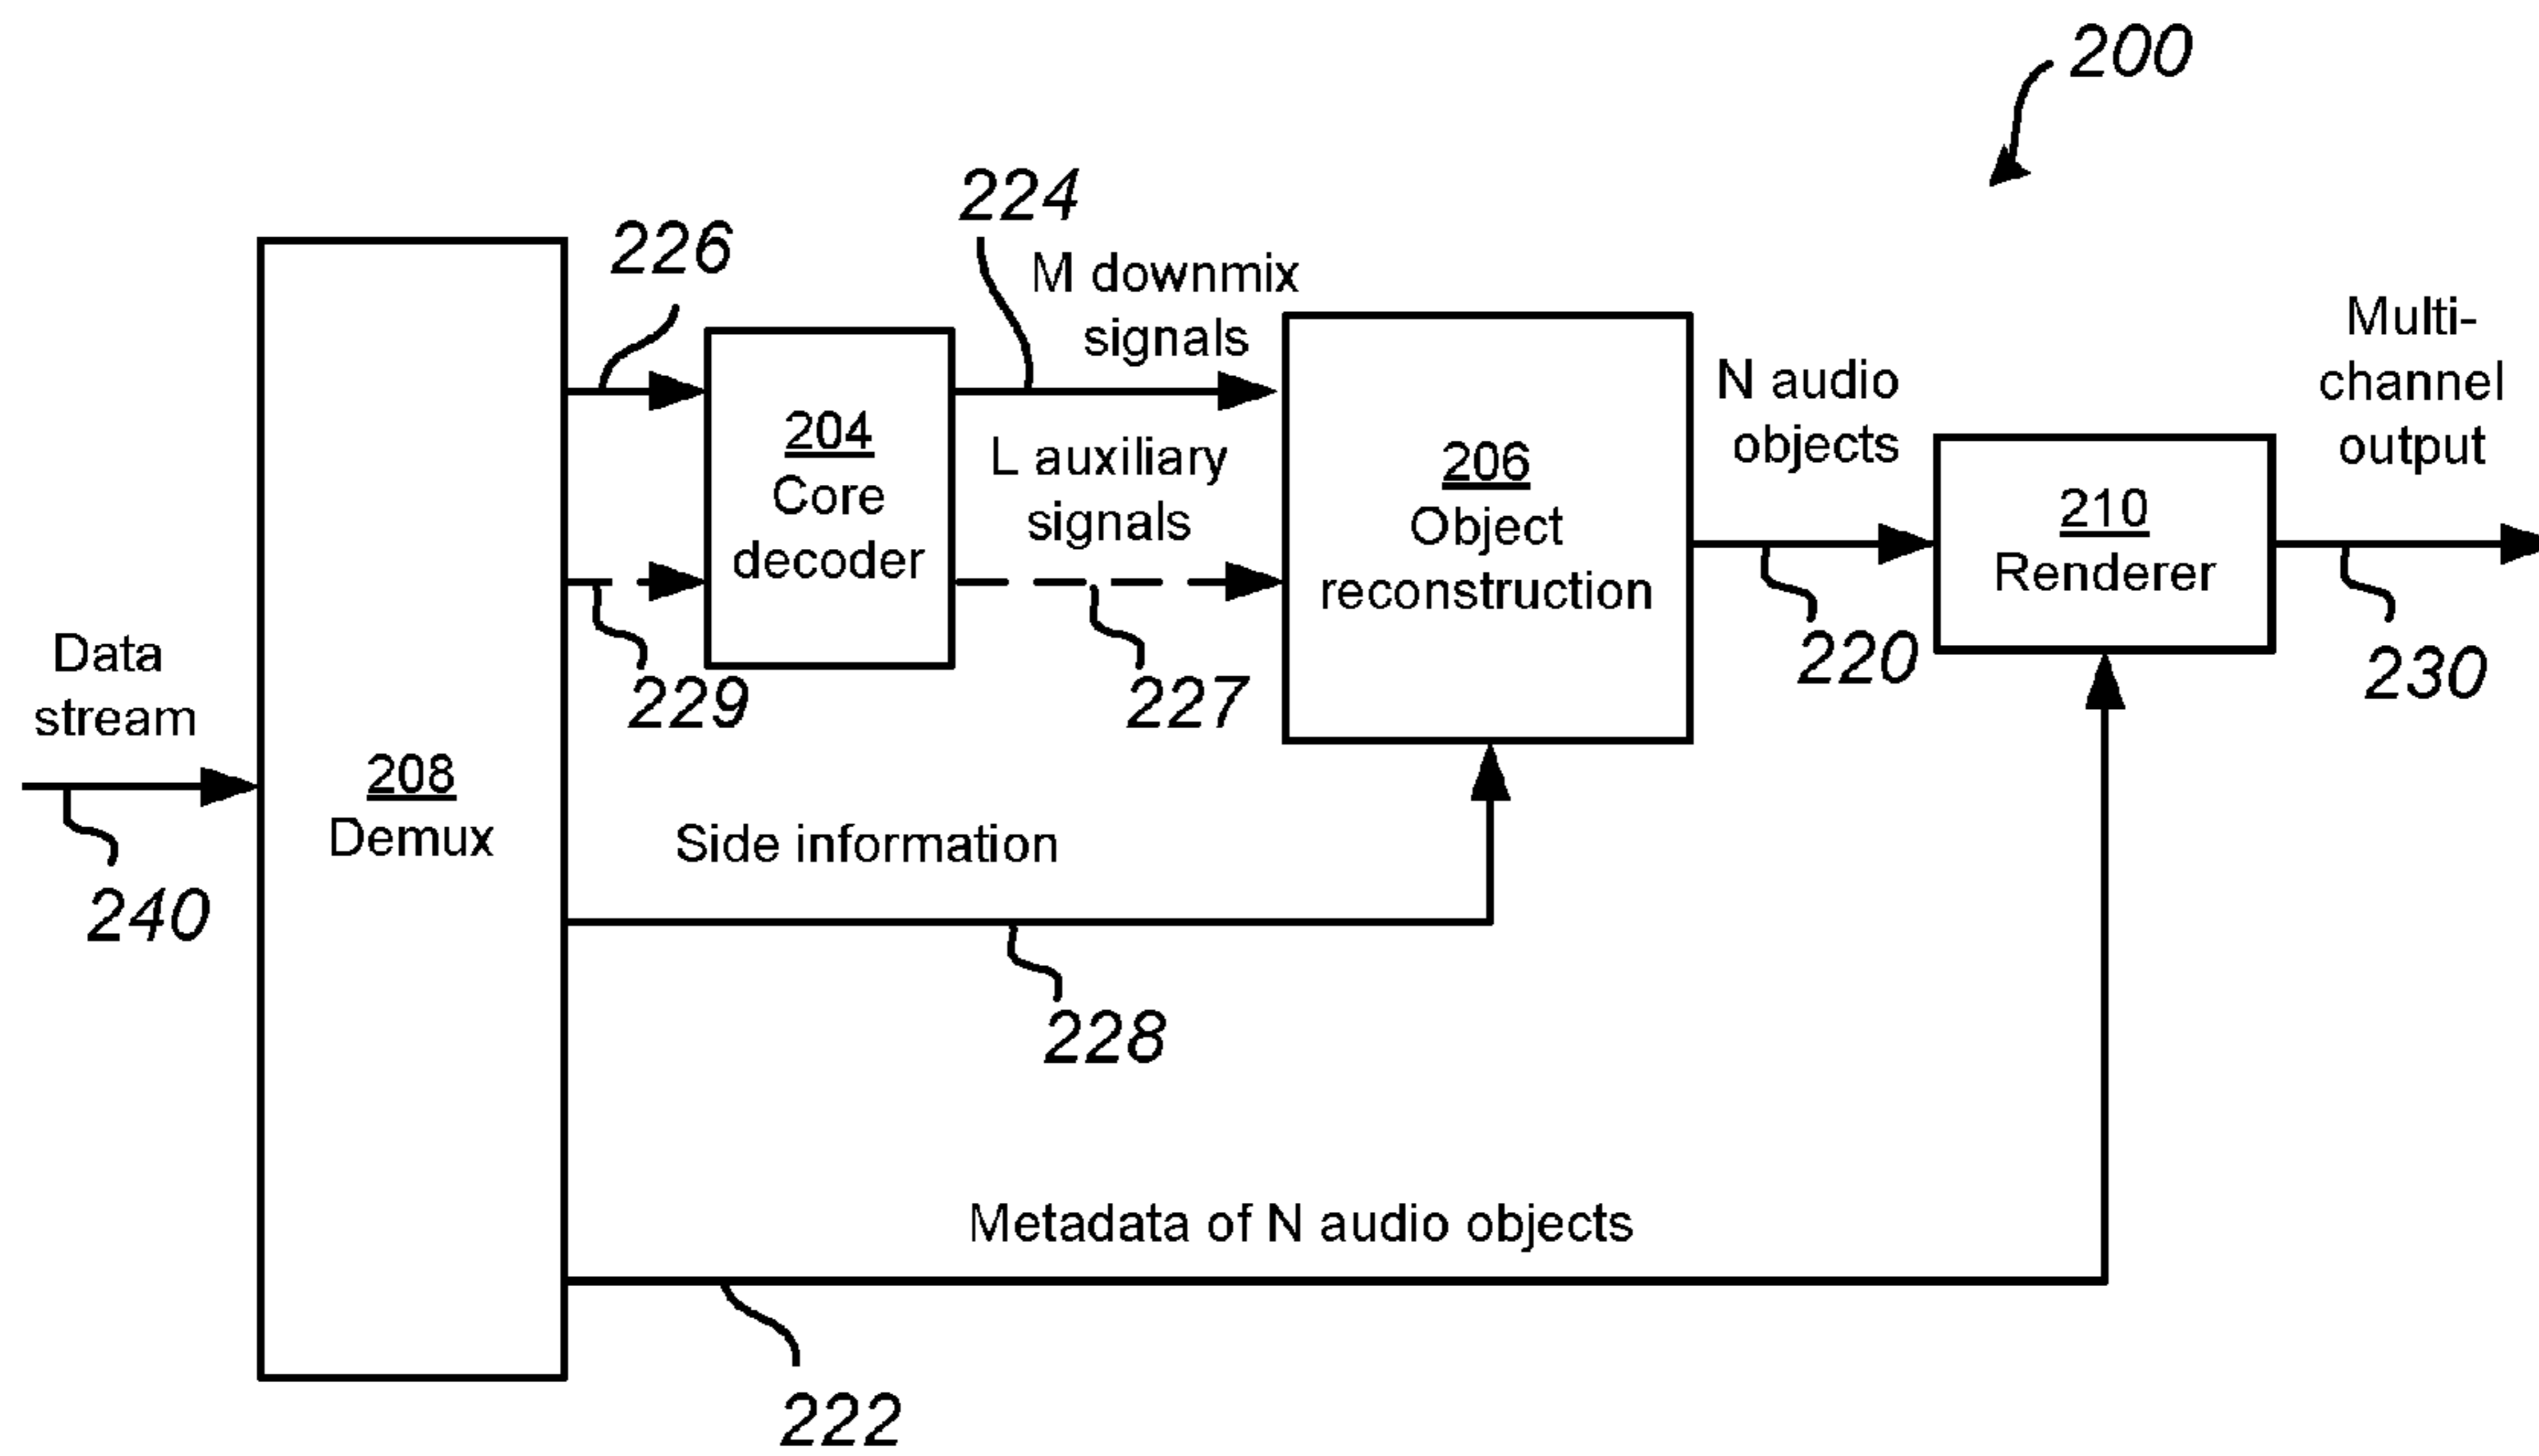 200
224
226
M downmix
signals
204
Core
decoder
L auxiliary
signals
206
Object
reconstruction
N audio
objects
210
Renderer
Multi-
channel
output
229
227
220
230
Data
stream
240
208
Demux
Side information
228
Metadata of N audio objects
222